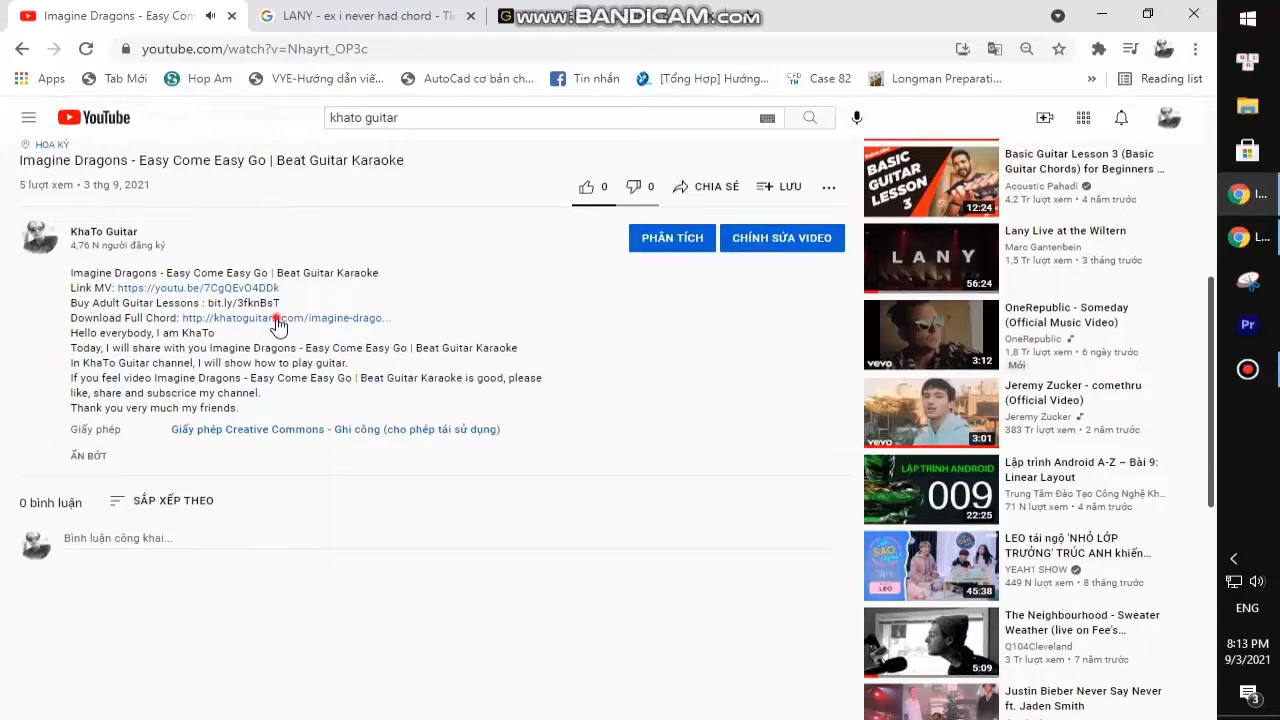 Imagine Dragons - Easy Com
LANY - ex i never had chord - Th
www.BANDICAM.com
youtube.com/watch?v=Nhayrt_OP3c
Apps
Tab Mới
Hop Am
VYE-Hướng dẫn viế...
AutoCad cơ bản ch...
Tin nhắn
[Tổng Hợp] Hướng...
Case 82
Longman Preparati...
»
Reading list
YouTube
khato guitar
HOA KỲ
Imagine Dragons - Easy Come Easy Go | Beat Guitar Karaoke
5 lượt xem • 3 thg 9, 2021
0
0
CHIA SẺ
LƯU
KhaTo Guitar
4,76 N người đăng ký
PHÂN TÍCH
CHỈNH SỬA VIDEO
Imagine Dragons - Easy Come Easy Go | Beat Guitar Karaoke
Link MV: https://youtu.be/7CgQEvO4DDk
Buy Adult Guitar Lessons : bit.ly/3fknBsT
Download Full Chord: http://khatoguitar.com/imagine-drago...
Hello everybody, I am KhaTo
Today, I will share with you Imagine Dragons - Easy Come Easy Go | Beat Guitar Karaoke
In KhaTo Guitar channel, I will show how to play guitar.
If you feel video Imagine Dragons - Easy Come Easy Go | Beat Guitar Karaoke is good, please
like, share and subscrice my channel.
Thank you very much my friends.
Giấy phép
Giấy phép Creative Commons - Ghi công (cho phép tái sử dụng)
ẨN BỚT
0 bình luận
SẮP XẾP THEO
Bình luận công khai...
BASIC
GUITAR
LESSON
3
12:24
Basic Guitar Lesson 3 (Basic
Guitar Chords) for Beginners ...
Acoustic Pahadi
4,2 Tr lượt xem • 4 năm trước
LANY
56:24
Lany Live at the Wiltern
Marc Gantenbein
1,5 Tr lượt xem • 3 tháng trước
vevo
3:12
OneRepublic - Someday
(Official Music Video)
OneRepublic
1,8 Tr lượt xem • 6 ngày trước
Mới
vevo
3:01
Jeremy Zucker - comethru
(Official Video)
Jeremy Zucker
383 Tr lượt xem • 2 năm trước
LẬP TRÌNH ANDROID
009
22:25
Lập trình Android A-Z – Bài 9:
Linear Layout
Trung Tâm Đào Tạo Công Nghệ Kh...
71 N lượt xem • 4 năm trước
LEO
45:38
LEO tái ngộ 'NHỎ LỚP
TRƯỞNG' TRÚC ANH khiến...
YEAH1 SHOW
449 N lượt xem • 8 tháng trước
5:09
The Neighbourhood - Sweater
Weather (live on Fee's...
Q104Cleveland
3 Tr lượt xem • 7 năm trước
Justin Bieber Never Say Never
ft. Jaden Smith
I...
L...
Pr
ENG
8:13 PM
9/3/2021
3